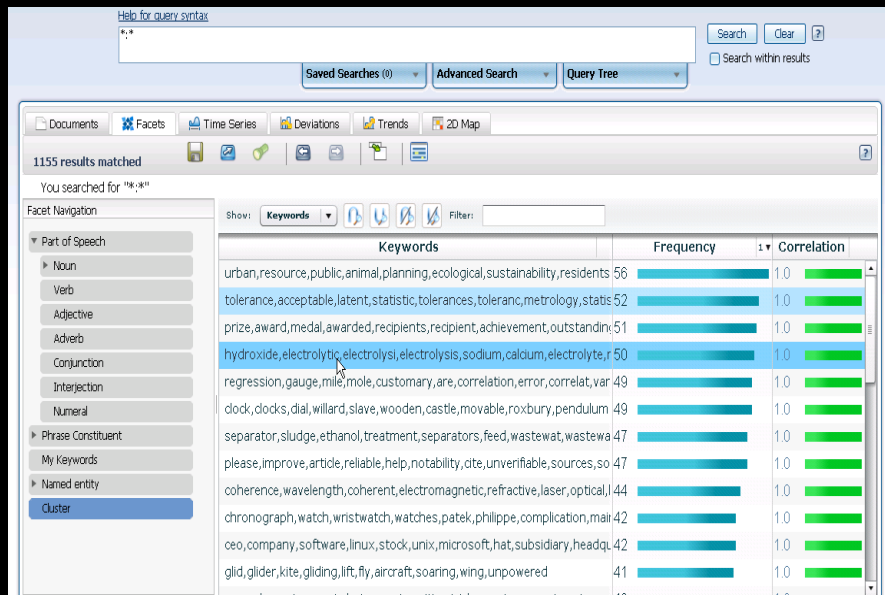 Help for query syntax
*:*
Search Clear ?
Search within results
Saved Searches (0) Advanced Search Query Tree
Documents Facets Time Series Deviations Trends 2D Map
1155 results matched ?
You searched for "*:*"
Facet Navigation
Show: Keywords Filter:
Keywords Frequency 1 Correlation
Part of Speech
Noun
Verb
Adjective
Adverb
Conjunction
Interjection
Numeral
Phrase Constituent
My Keywords
Named entity
Cluster
urban,resource,public,animal,planning,ecological,sustainability,residents 56 1.0
tolerance,acceptable,latent,statistic,tolerances,toleranc,metrology,statis 52 1.0
prize,award,medal,awarded,recipients,recipient,achievement,outstanding 51 1.0
hydroxide,electrolytic,electrolysi,electrolysis,sodium,calcium,electrolyte,r 50 1.0
regression,gauge,mile,mole,customary,are,correlation,error,correlat,var 49 1.0
clock,clocks,dial,willard,slave,wooden,castle,movable,roxbury,pendulum 49 1.0
separator,sludge,ethanol,treatment,separators,feed,wastewat,wastewa 47 1.0
please,improve,article,reliable,help,notability,cite,unverifiable,sources,so 47 1.0
coherence,wavelength,coherent,electromagnetic,refractive,laser,optical,l 44 1.0
chronograph,watch,wristwatch,watches,patek,philippe,complication,mai 42 1.0
ceo,company,software,linux,stock,unix,microsoft,hat,subsidiary,headqu 42 1.0
glid,glider,kite,gliding,lift,fly,aircraft,soaring,wing,unpowered 41 1.0